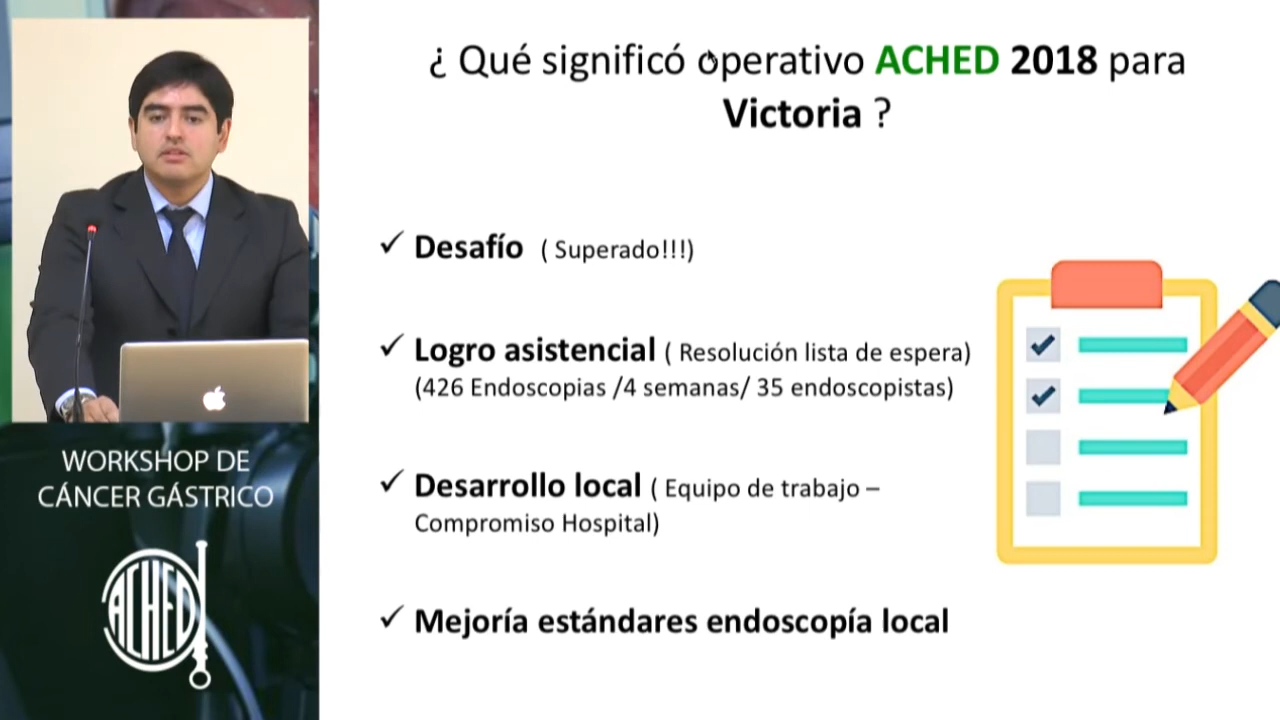 ¿ Qué significó operativo ACHED 2018 para
Victoria ?
✓ Desafío ( Superado!!!)
✓ Logro asistencial ( Resolución lista de espera)
(426 Endoscopias /4 semanas/ 35 endoscopistas)
✓ Desarrollo local ( Equipo de trabajo –
Compromiso Hospital)
✓ Mejoría estándares endoscopía local
WORKSHOP DE
CÁNCER GÁSTRICO
ACHED